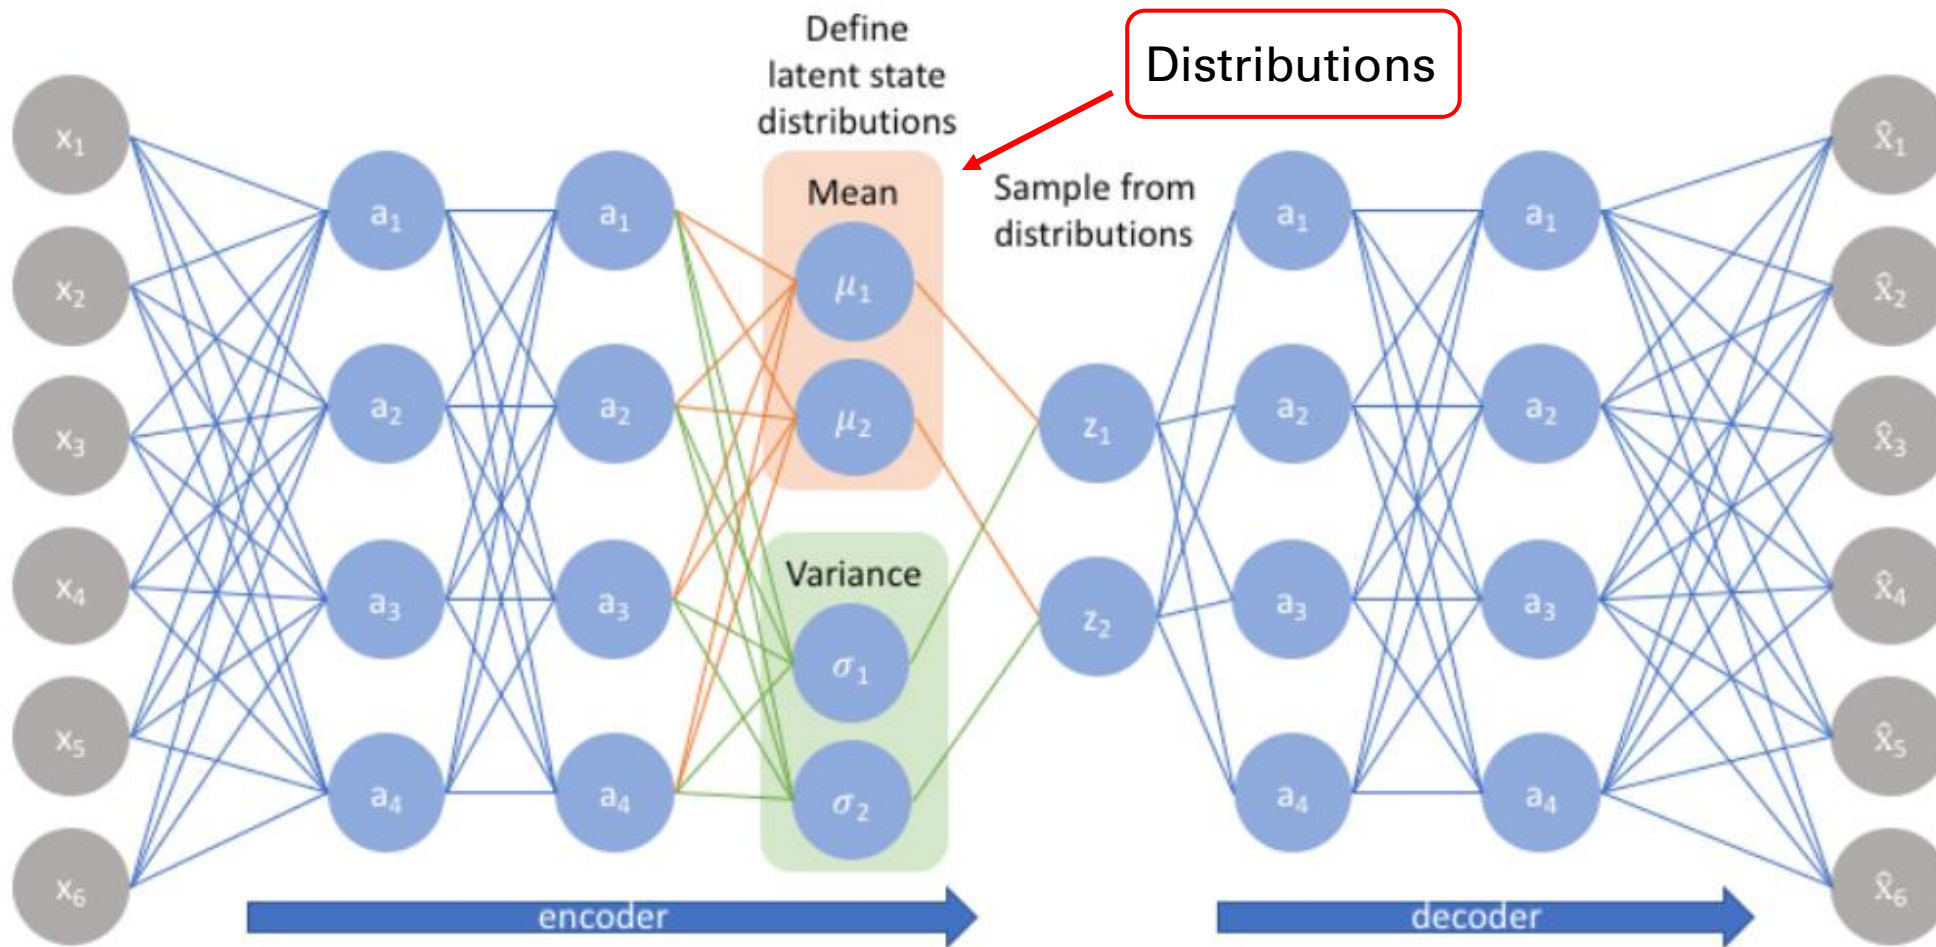 Define
latent state
distributions
Distributions
Sample from
distributions
Mean
Variance
x₁
x₂
x₃
x₄
x₅
x₆
a₁
a₂
a₃
a₄
a₁
a₂
a₃
a₄
μ₁
μ₂
σ₁
σ₂
z₁
z₂
a₁
a₂
a₃
a₄
a₁
a₂
a₃
a₄
x̂₁
x̂₂
x̂₃
x̂₄
x̂₅
x̂₆
encoder
decoder